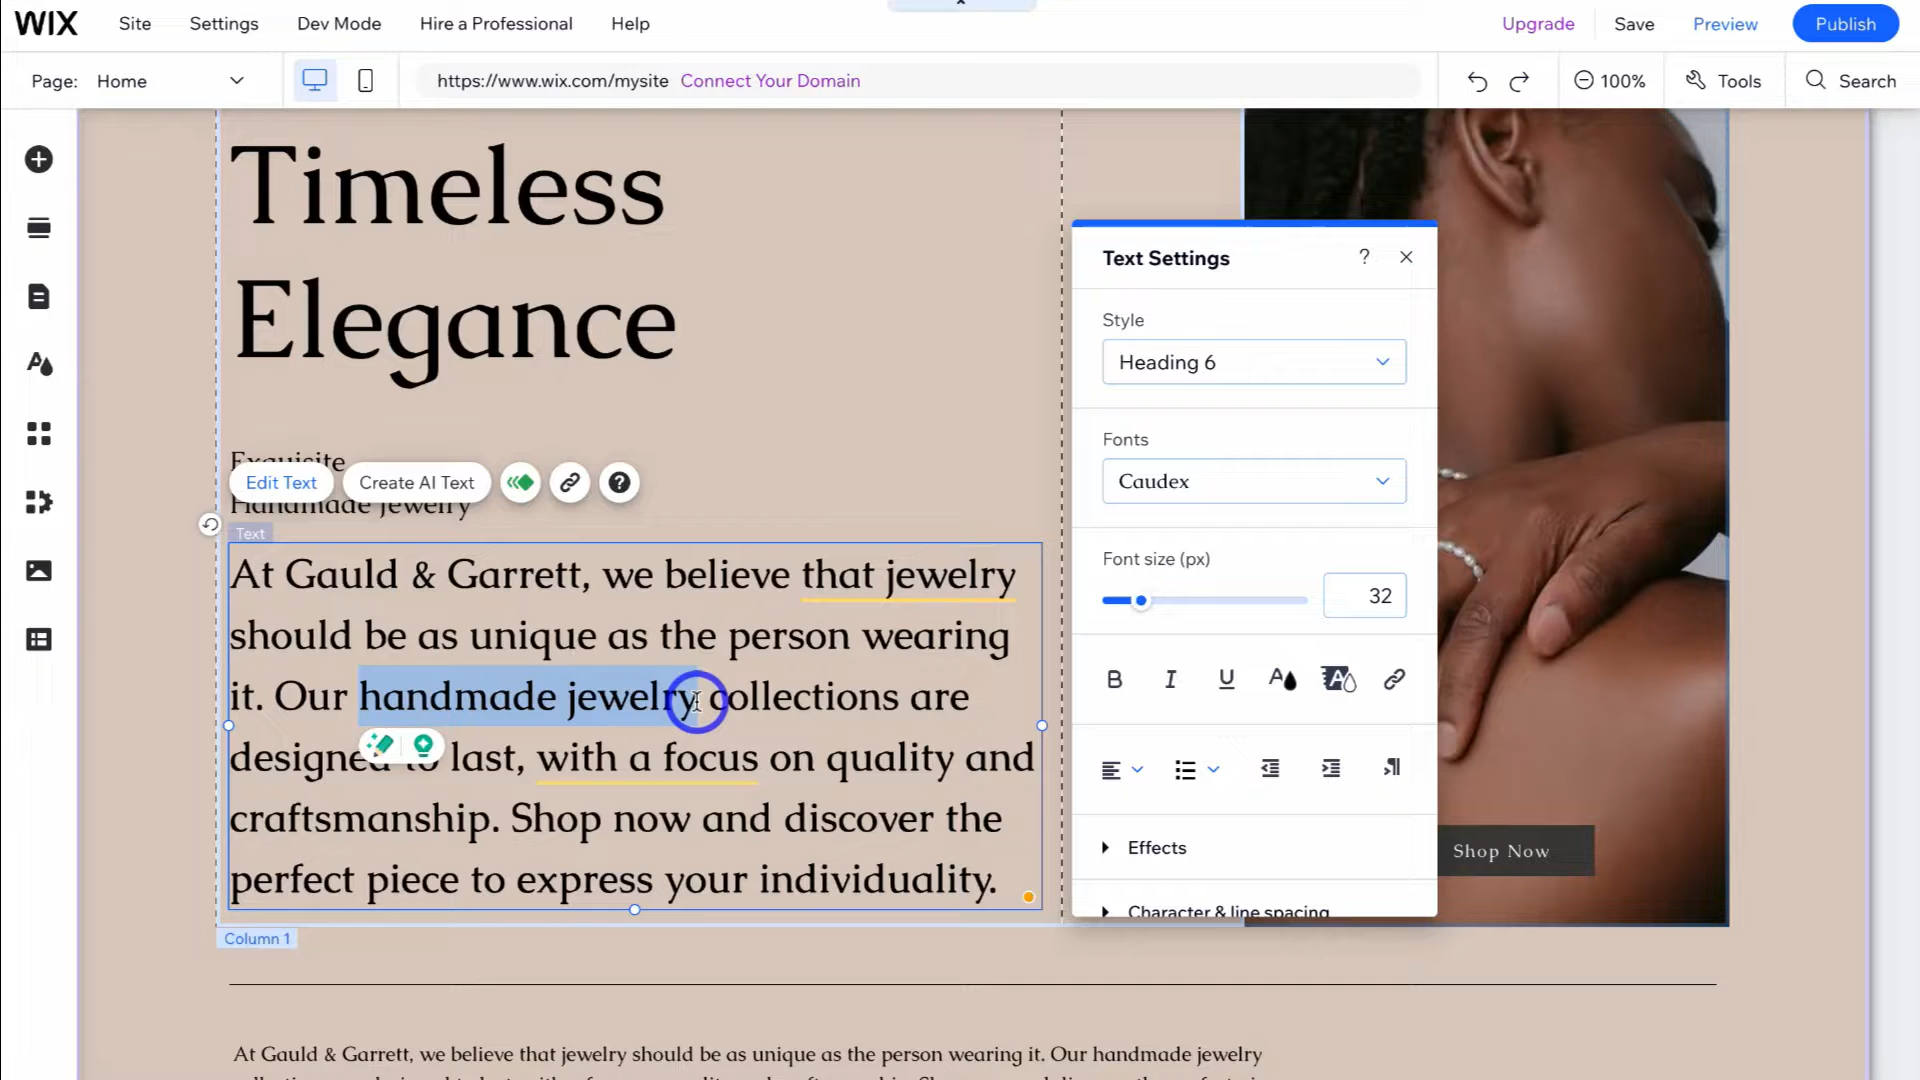 WIX Site Settings Dev Mode Hire a Professional Help Upgrade Save Preview Publish
Page: Home https://www.wix.com/mysite Connect Your Domain 100% Tools Search
Timeless
Elegance
Exquisite
Handmade Jewelry
Edit Text Create AI Text
Text
At Gauld & Garrett, we believe that jewelry
should be as unique as the person wearing
it. Our handmade jewelry collections are
designed to last, with a focus on quality and
craftsmanship. Shop now and discover the
perfect piece to express your individuality.
Column 1
Text Settings ?
Style
Heading 6
Fonts
Caudex
Font size (px)
32
B I U A A
Effects
Character & line spacing
Shop Now
At Gauld & Garrett, we believe that jewelry should be as unique as the person wearing it. Our handmade jewelry